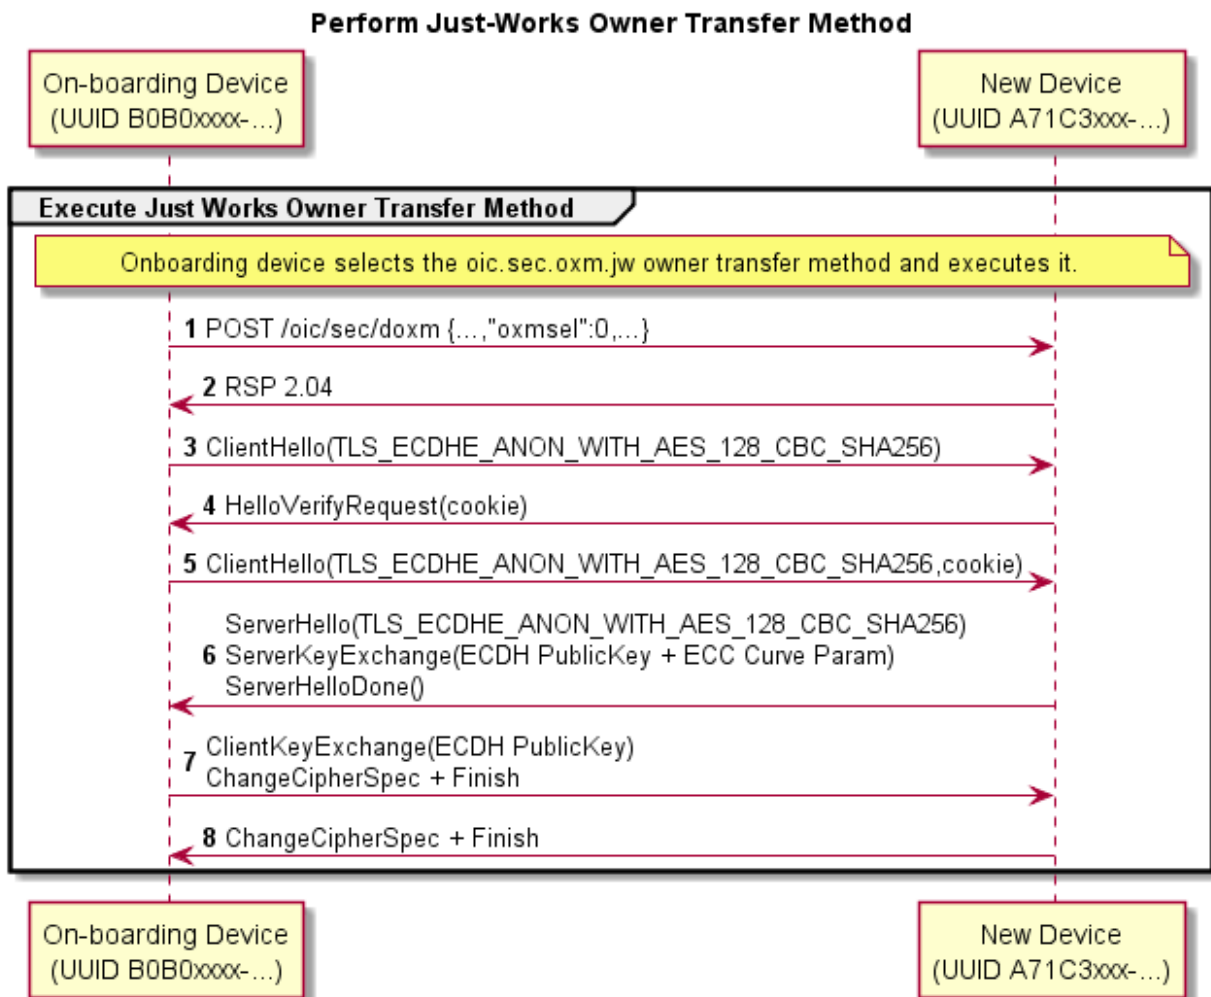 Perform Just-Works Owner Transfer Method
On-boarding Device
(UUID B0B0xxxx-...)
New Device
(UUID A71C3xxx-...)
Execute Just Works Owner Transfer Method
Onboarding device selects the oic.sec.oxm.jw owner transfer method and executes it.
1 POST /oic/sec/doxm {...,"oxmsel":0,...}
2 RSP 2.04
3 ClientHello(TLS_ECDHE_ANON_WITH_AES_128_CBC_SHA256)
4 HelloVerifyRequest(cookie)
5 ClientHello(TLS_ECDHE_ANON_WITH_AES_128_CBC_SHA256,cookie)
ServerHello(TLS_ECDHE_ANON_WITH_AES_128_CBC_SHA256)
6 ServerKeyExchange(ECDH PublicKey + ECC Curve Param)
ServerHelloDone()
7 ClientKeyExchange(ECDH PublicKey)
ChangeCipherSpec + Finish
8 ChangeCipherSpec + Finish
On-boarding Device
(UUID B0B0xxxx-...)
New Device
(UUID A71C3xxx-...)